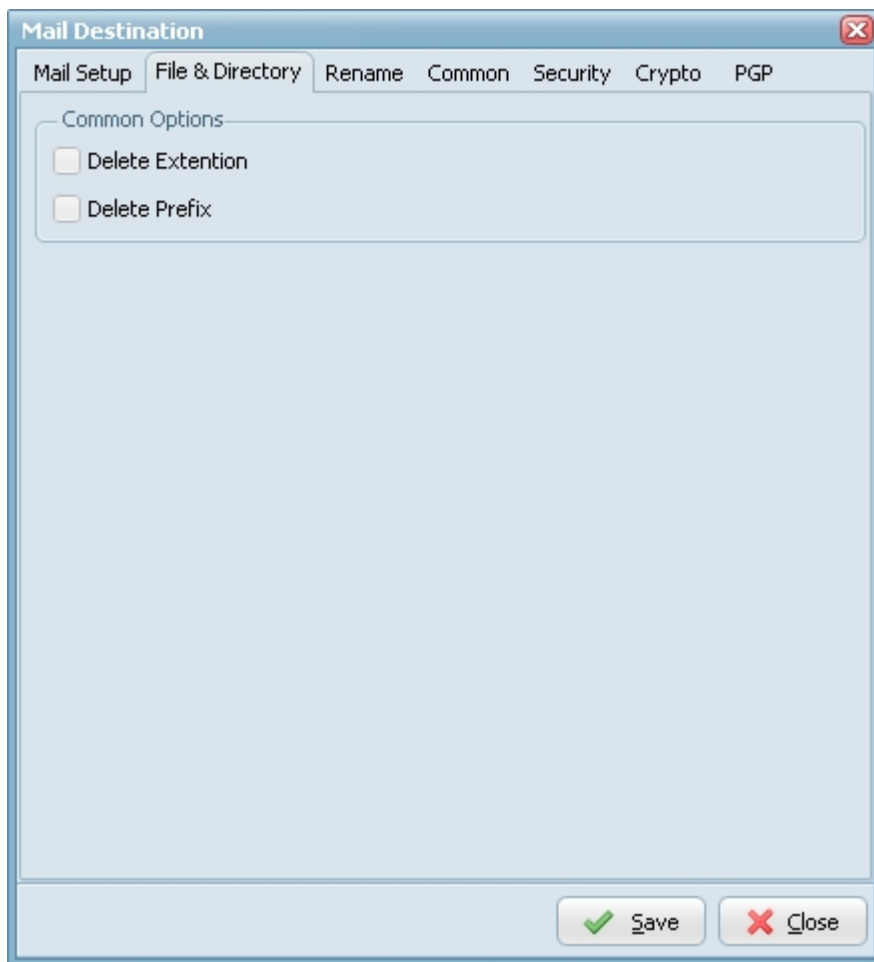 Mail Destination
Mail Setup File & Directory Rename Common Security Crypto PGP
Common Options
Delete Extention
Delete Prefix
Save Close